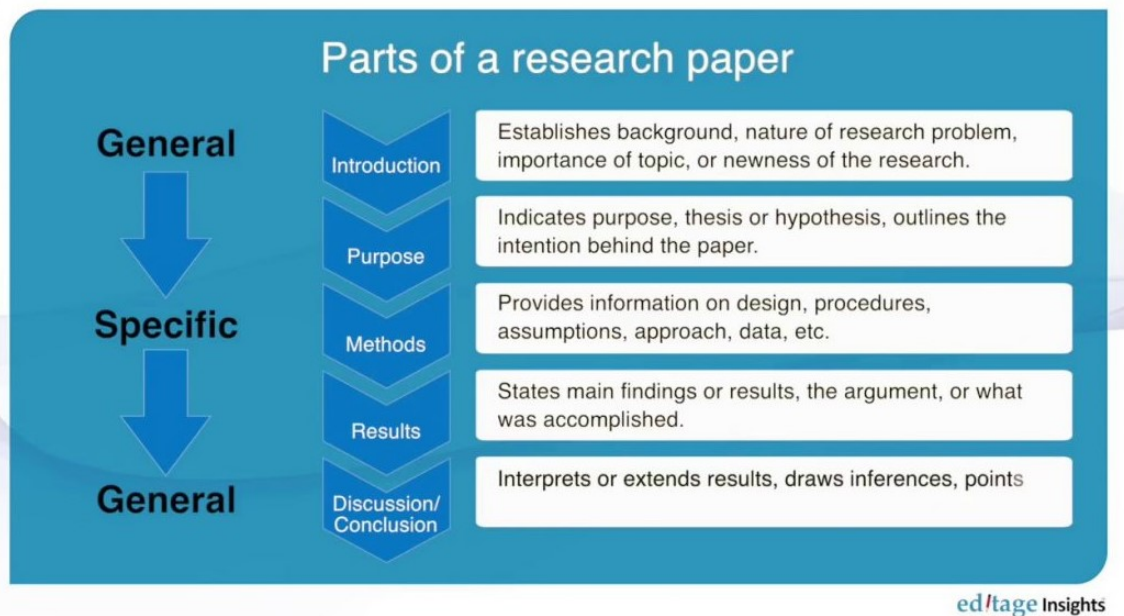 Parts of a research paper
General
Specific
General
Introduction
Establishes background, nature of research problem,
importance of topic, or newness of the research.
Purpose
Indicates purpose, thesis or hypothesis, outlines the
intention behind the paper.
Methods
Provides information on design, procedures,
assumptions, approach, data, etc.
Results
States main findings or results, the argument, or what
was accomplished.
Discussion/
Conclusion
Interprets or extends results, draws inferences, points
editage Insights